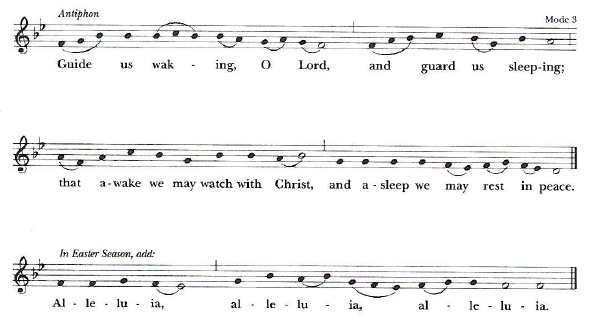 Antiphon Mode 3
Guide us wak - ing, O Lord, and guard us sleep-ing;
that a-wake we may watch with Christ, and a-sleep we may rest in peace.
In Easter Season, add:
Al - le - lu - ia, al - le - lu - ia, al - le - lu - ia.